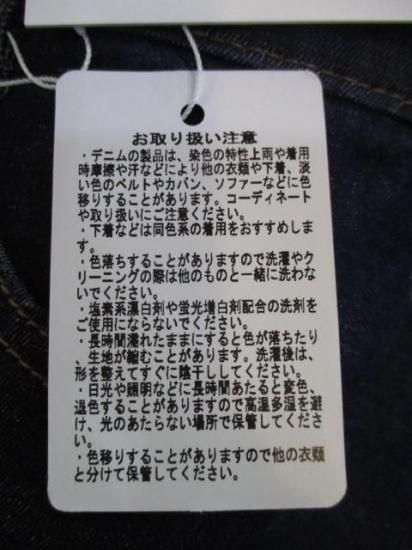 お取り扱い注意
・デニムの製品は、染色の特性上雨や着用
時摩擦や汗などにより他の衣類や下着、淡
い色のベルトやカバン、ソファーなどに色
移りすることがあります。コーディネート
や取り扱いにご注意ください。
・下着などは同色系の着用をおすすめしま
す。
・色落ちすることがありますので洗濯やク
リーニングの際は他のものと一緒に洗わな
いでください。
・塩素系漂白剤や蛍光増白剤配合の洗剤を
ご使用にならないでください。
・長時間濡れたままにすると色が落ちたり、
生地が縮むことがあります。洗濯後は、
形を整えてすぐに陰干ししてください。
・日光や照明などに長時間あたると変色、
退色することがありますので高温多湿を避
け、光のあたらない場所で保管してくださ
い。
・色移りすることがありますので他の衣類
と分けて保管してください。